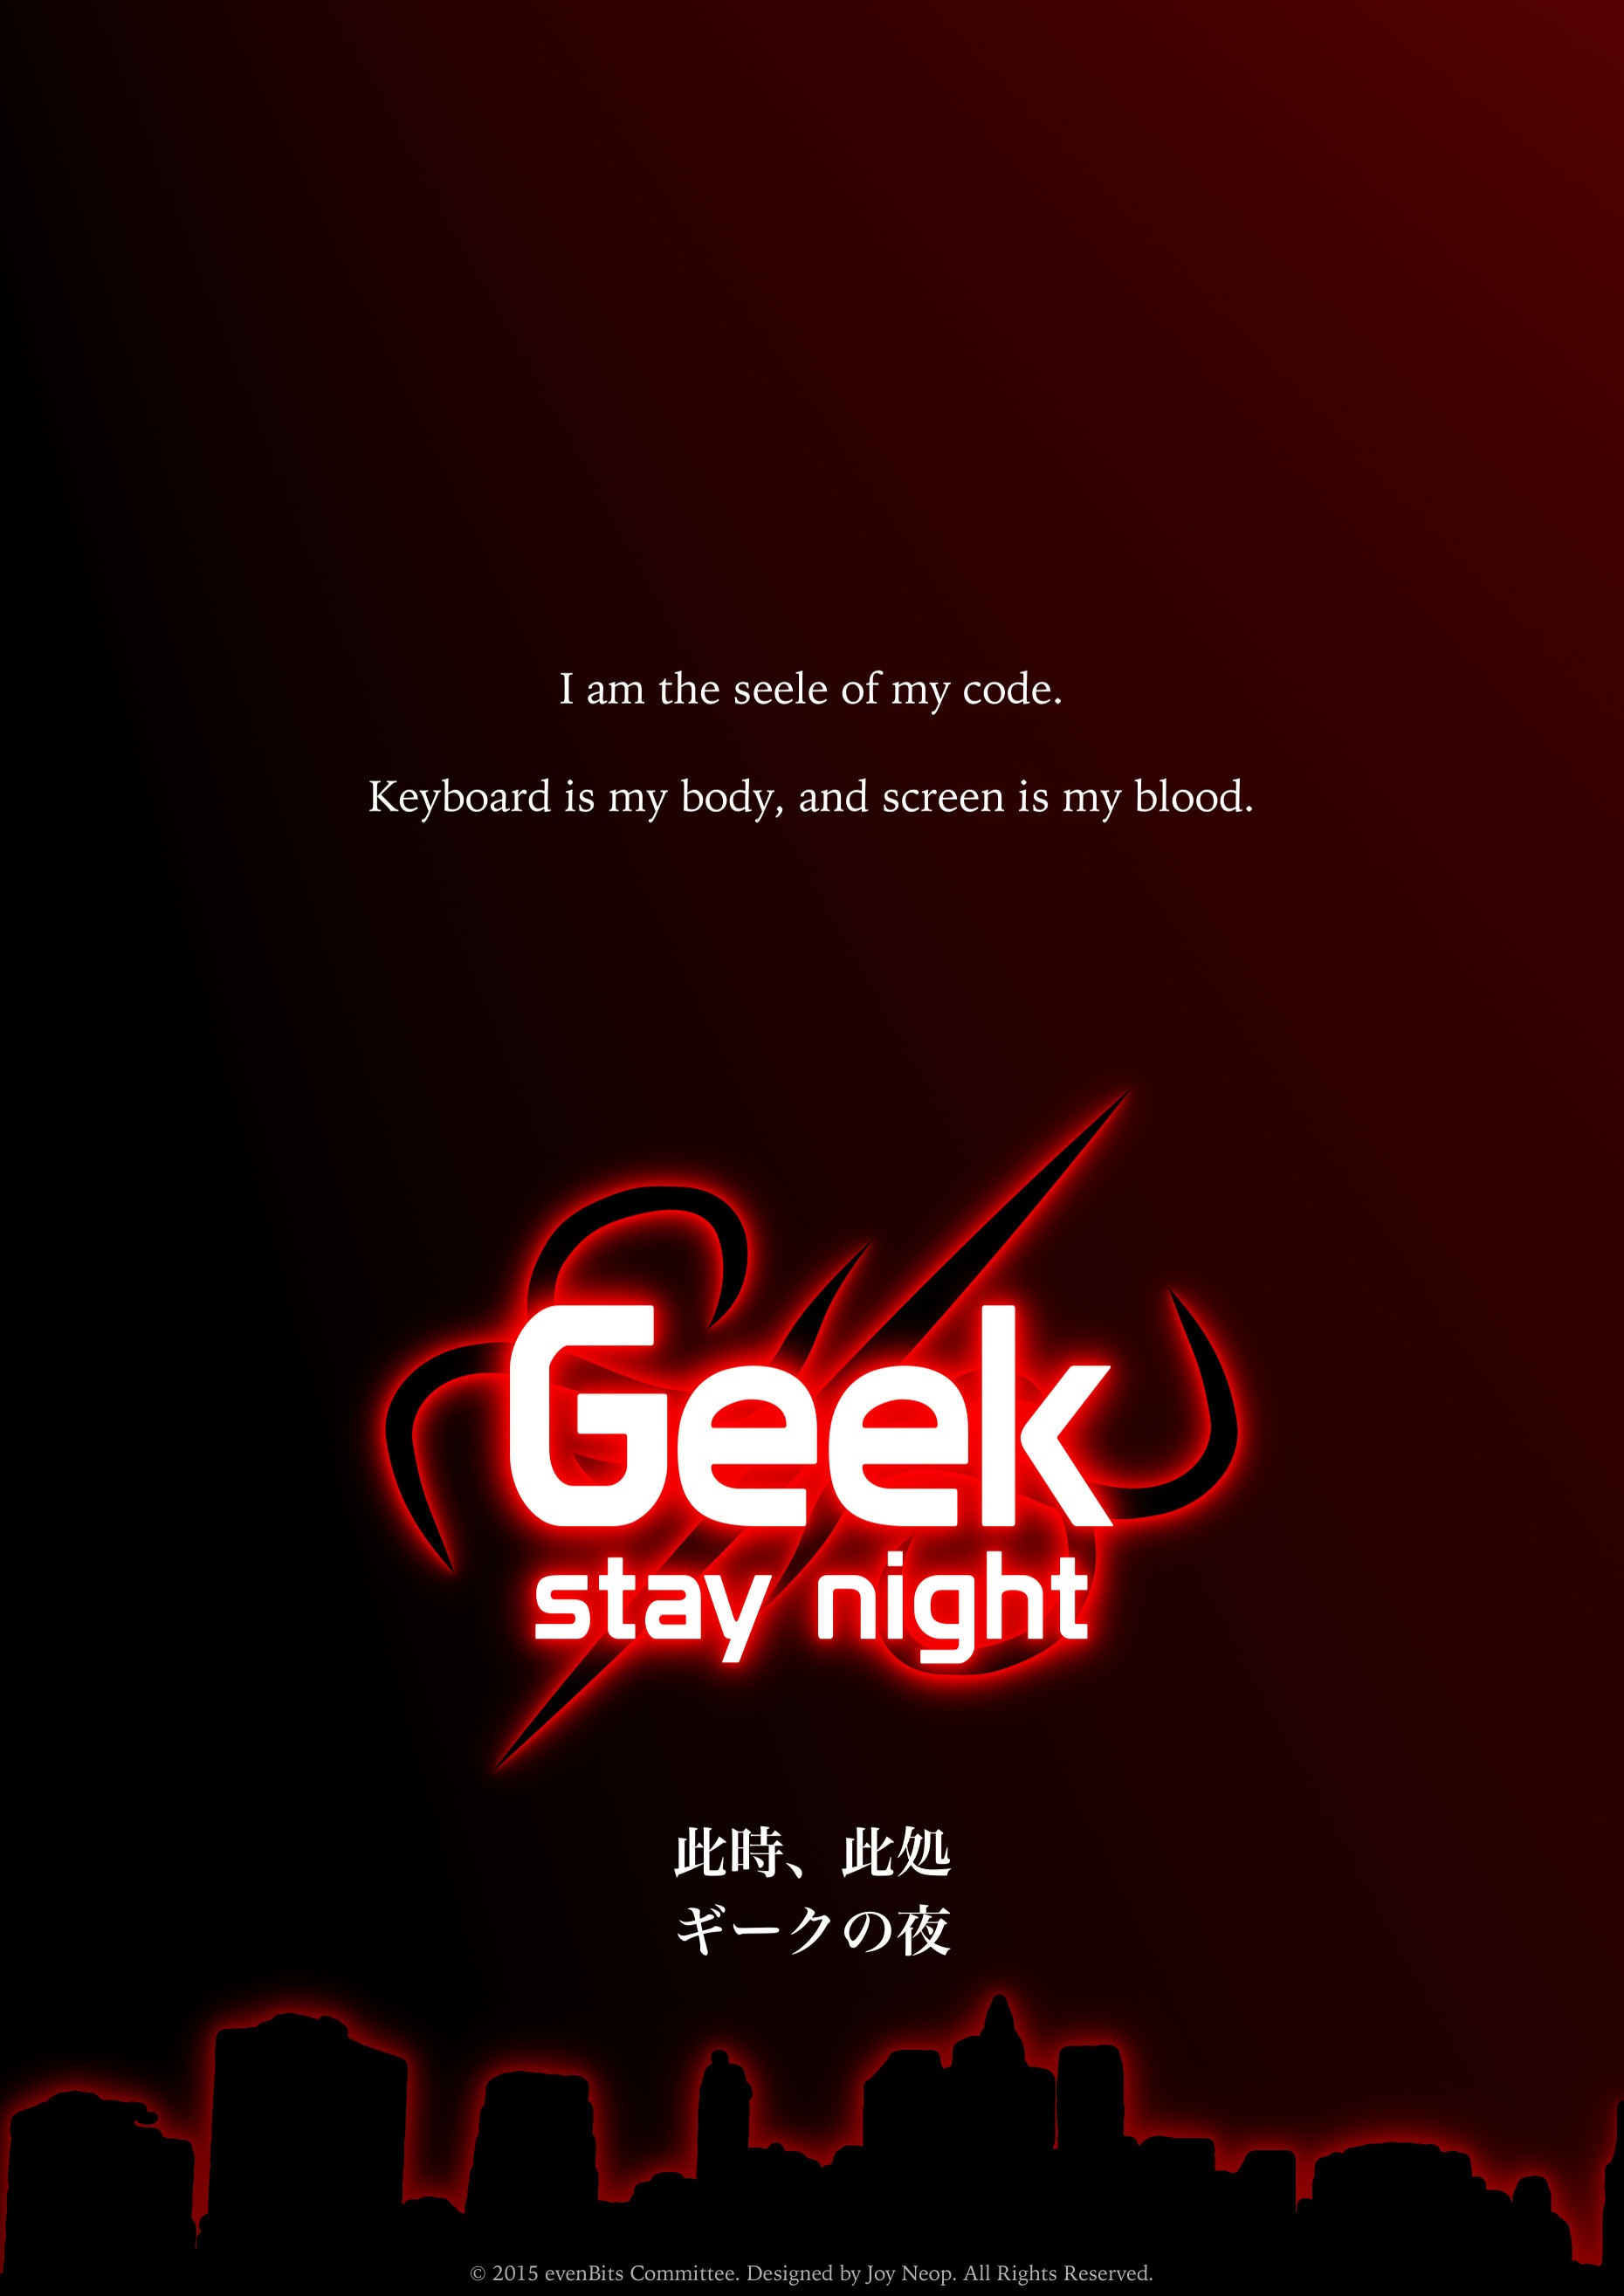 I am the seele of my code.
Keyboard is my body, and screen is my blood.
Geek
stay night
此時、此処
ギークの夜
© 2015 evenBits Committee. Designed by Joy Neop. All Rights Reserved.